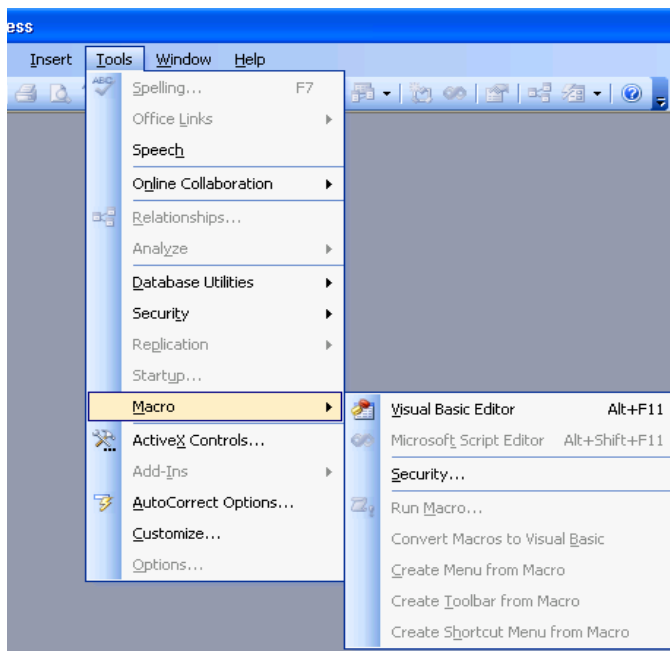 ess
Insert Tools Window Help
ABC Spelling... F7
Office Links
Speech
Online Collaboration
Relationships...
Analyze
Database Utilities
Security
Replication
Startup...
Macro
Visual Basic Editor Alt+F11
ActiveX Controls...
Microsoft Script Editor Alt+Shift+F11
Add-Ins
Security...
AutoCorrect Options...
Run Macro...
Customize...
Convert Macros to Visual Basic
Options...
Create Menu from Macro
Create Toolbar from Macro
Create Shortcut Menu from Macro